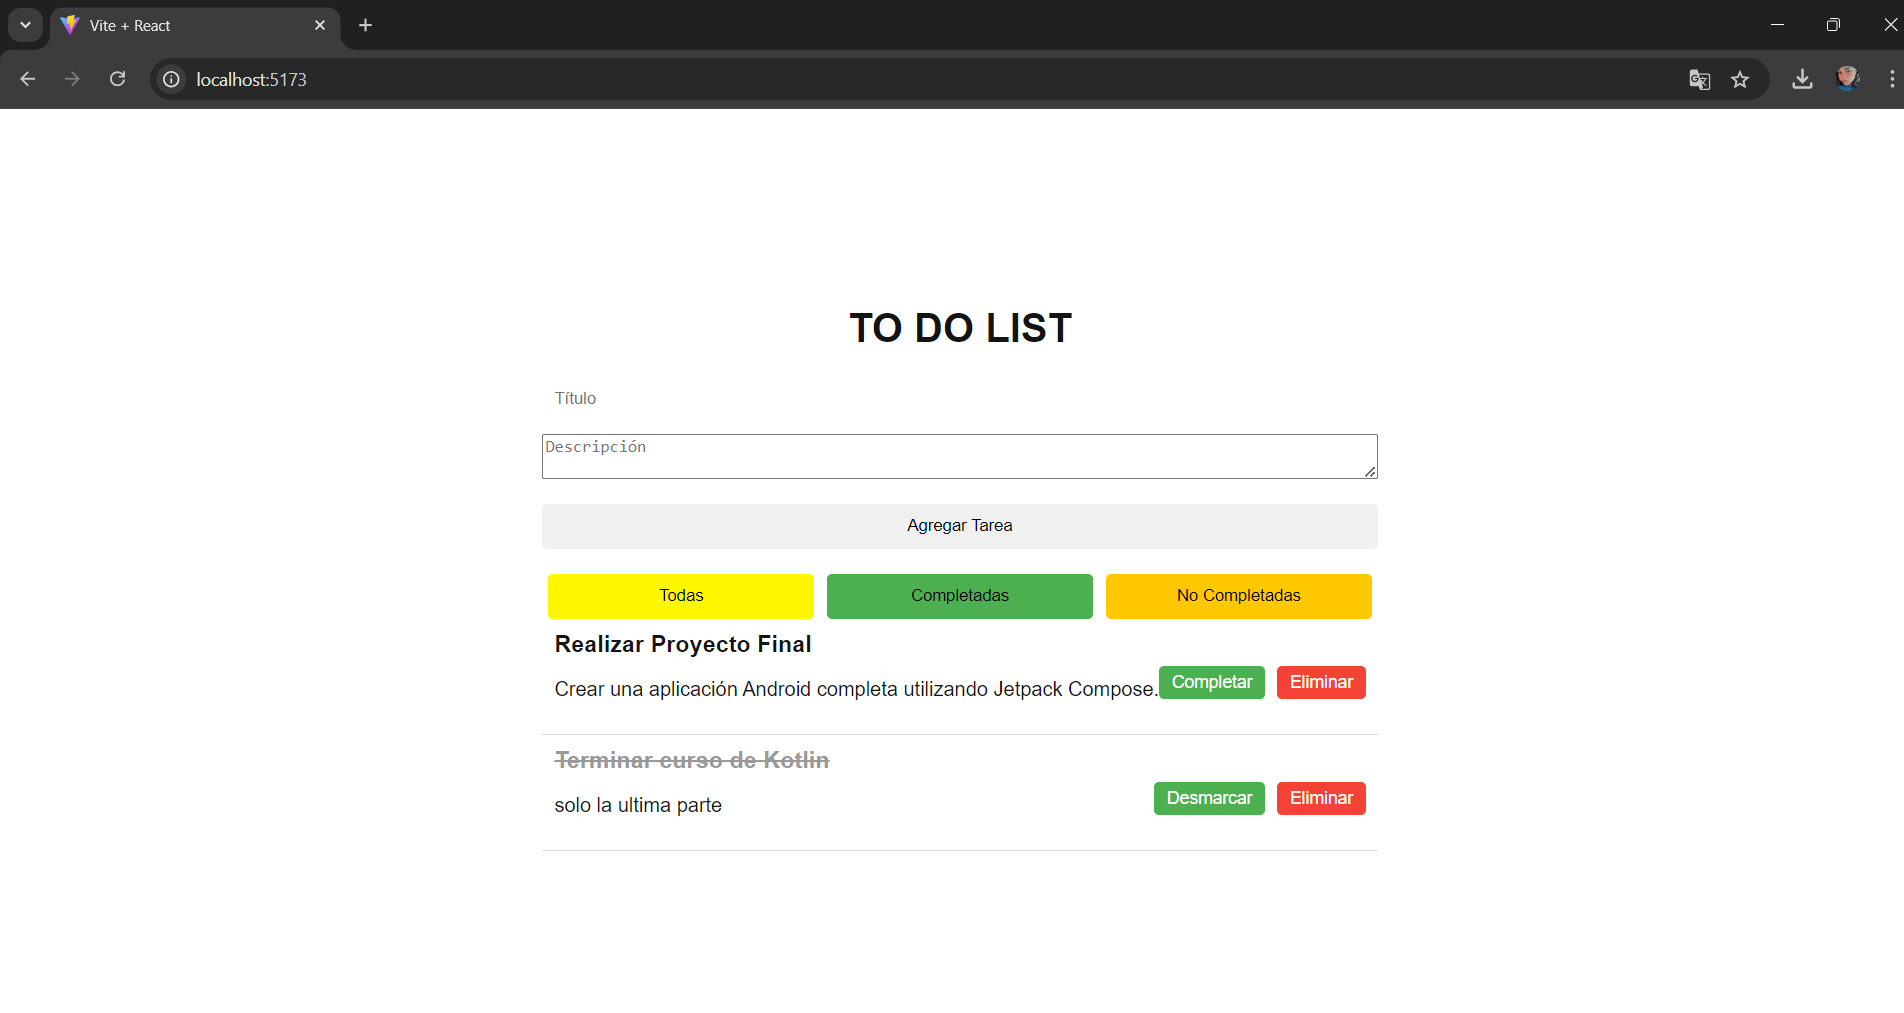 Vite + React
localhost:5173
TO DO LIST
Título
Descripción
Agregar Tarea
Todas Completadas No Completadas
Realizar Proyecto Final
Crear una aplicación Android completa utilizando Jetpack Compose. Completar Eliminar
Terminar curso de Kotlin
solo la ultima parte Desmarcar Eliminar